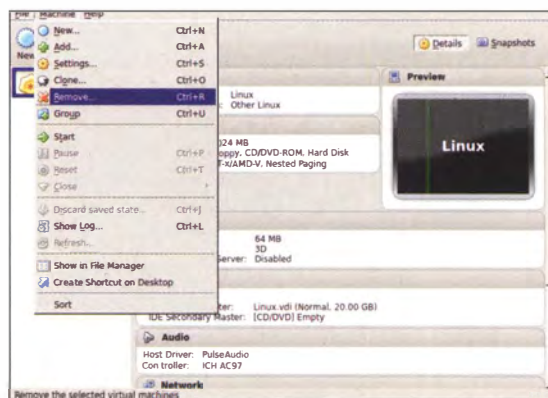 File Machine Help
New... Ctrl+N
Add... Ctrl+A
Settings... Ctrl+S
Clone... Ctrl+O
Remove... Ctrl+R
Group Ctrl+U
Start
Pause Ctrl+P
Reset Ctrl+T
Close
Discard saved state... Ctrl+J
Show Log... Ctrl+L
Refresh...
Show in File Manager
Create Shortcut on Desktop
Sort
New
Details Snapshots
Preview
Linux
Linux
Other Linux
24 MB
CD/DVD-ROM, Hard Disk
Nested Paging
64 MB
3D
Disabled
Linux.vdi (Normal, 20.00 GB)
IDE Secondary Master: [CD/DVD] Empty
Audio
Host Driver: PulseAudio
Controller: ICH AC97
Network
Remove the selected virtual machines